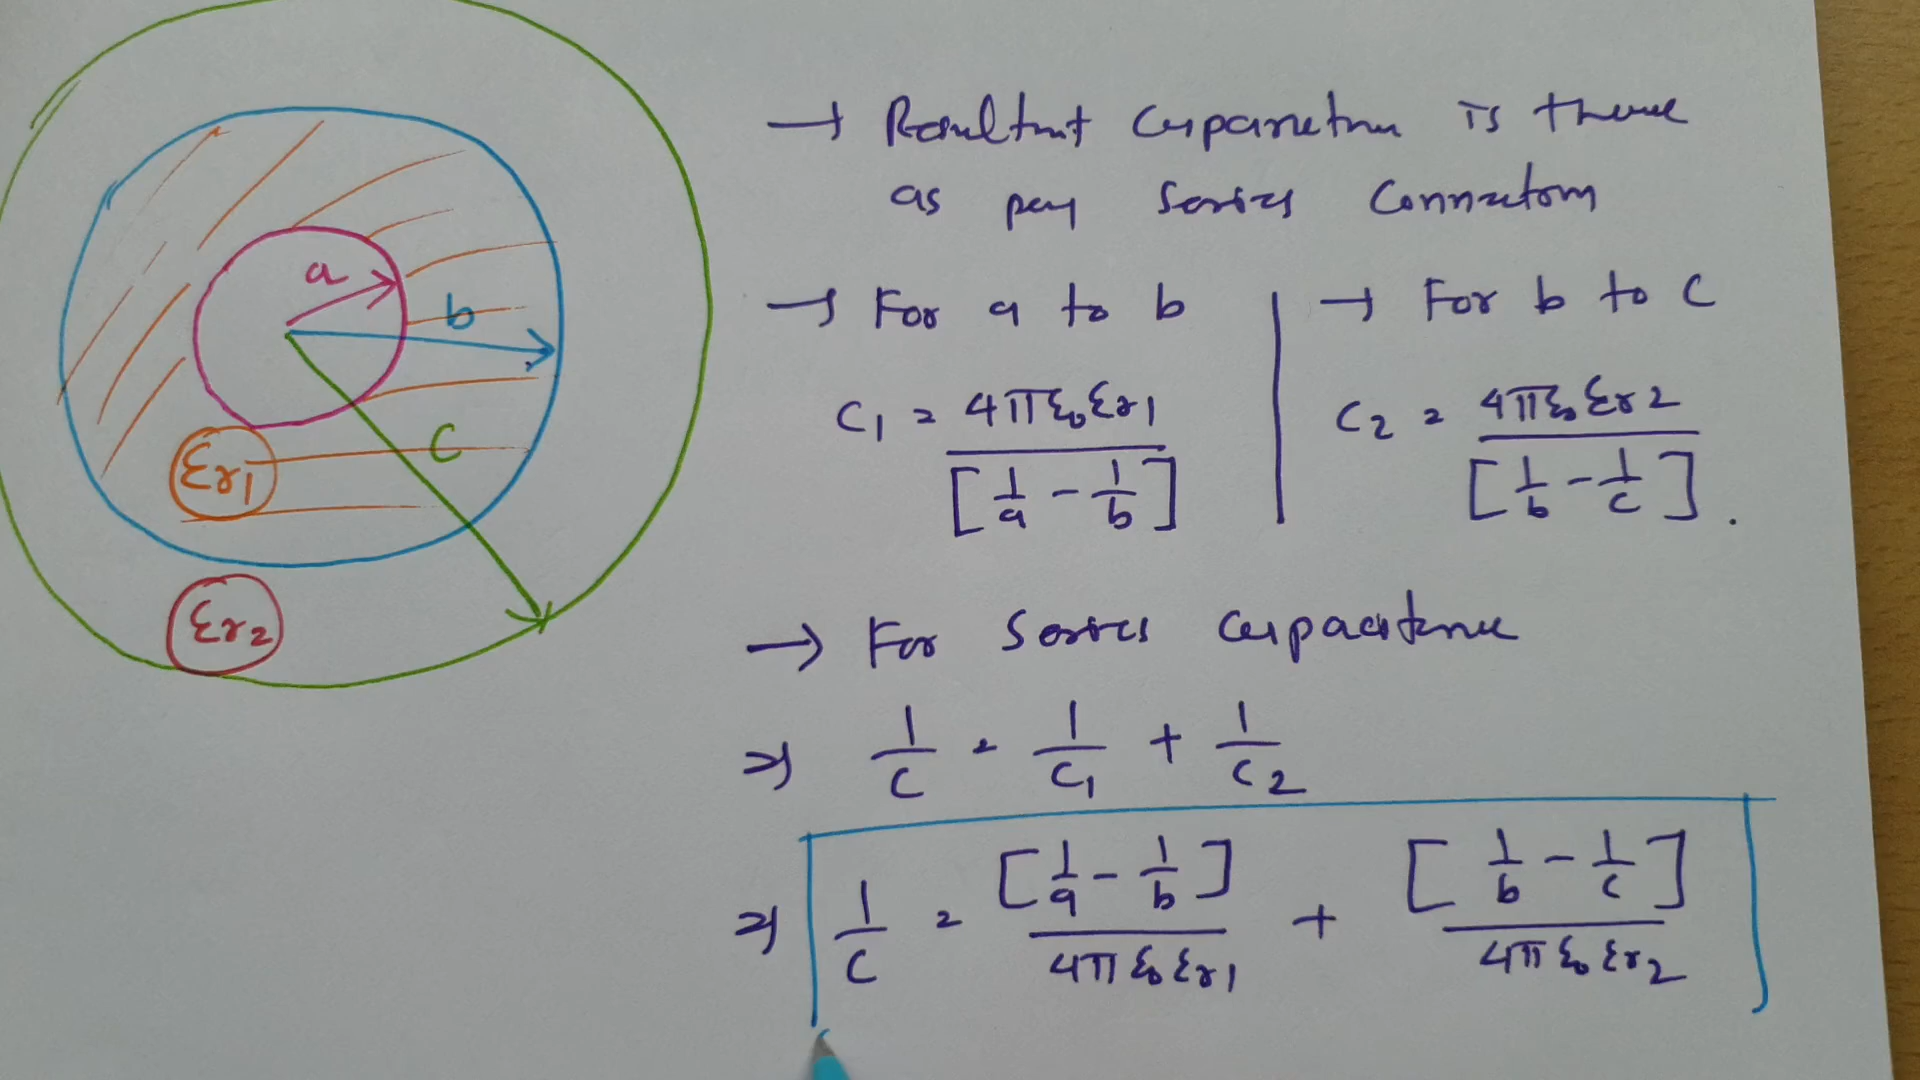 a
b
c
εr1
εr2
→ Resultant Capacitance is there
as per Series Connection
→ For a to b
C1 = 4πε0εr1 / [1/a - 1/b]
→ For b to c
C2 = 4πε0εr2 / [1/b - 1/c].
→ For Series Capacitance
⇒ 1/C = 1/C1 + 1/C2
⇒ 1/C = [1/a - 1/b] / 4πε0εr1 + [1/b - 1/c] / 4πε0εr2